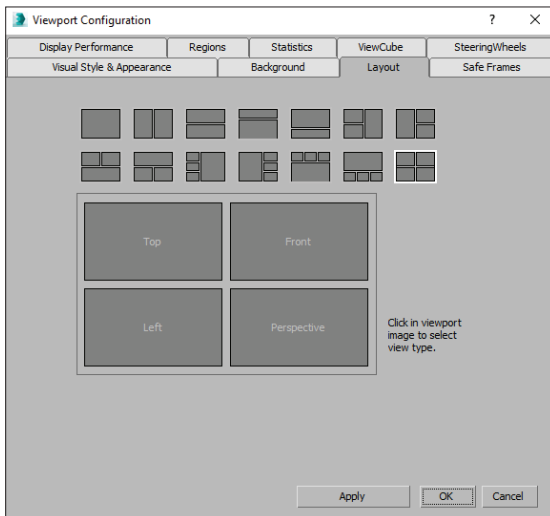 Viewport Configuration ? X
Display Performance Regions Statistics ViewCube SteeringWheels
Visual Style & Appearance Background Layout Safe Frames
Top Front
Left Perspective
Click in viewport
image to select
view type.
Apply OK Cancel